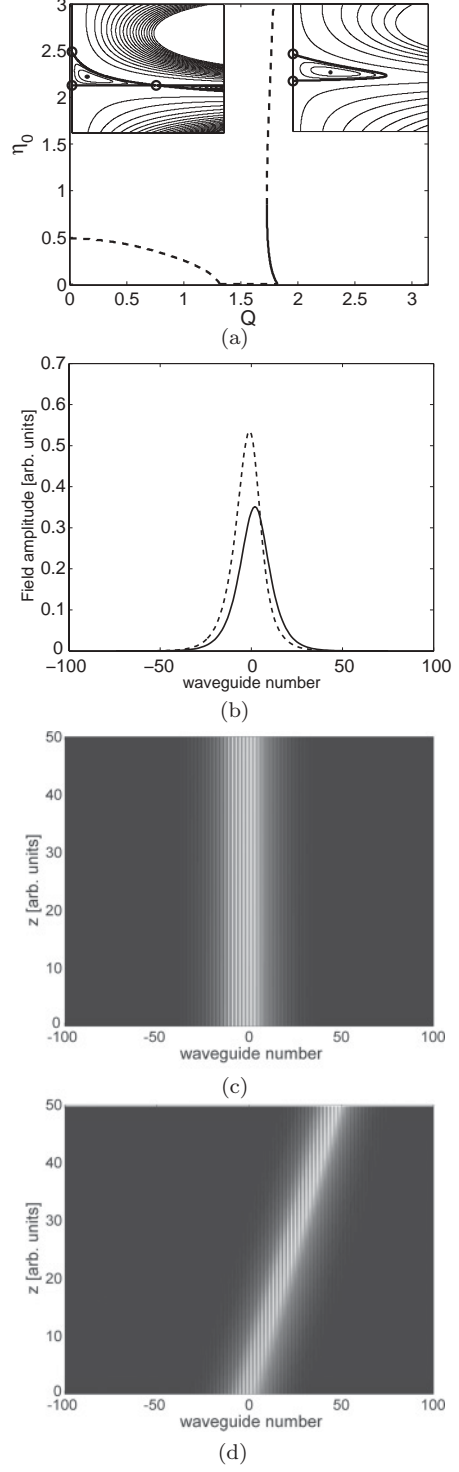 3
2.5
2
1.5
1
0.5
0
η₀
0 0.5 1 1.5 2 2.5 3
Q
(a)
0.7
0.6
0.5
0.4
0.3
0.2
0.1
0
Field amplitude [arb. units]
−100 −50 0 50 100
waveguide number
(b)
50
40
30
20
10
0
z [arb. units]
-100 -50 0 50 100
waveguide number
(c)
50
40
30
20
10
0
z [arb. units]
-100 -50 0 50 100
waveguide number
(d)